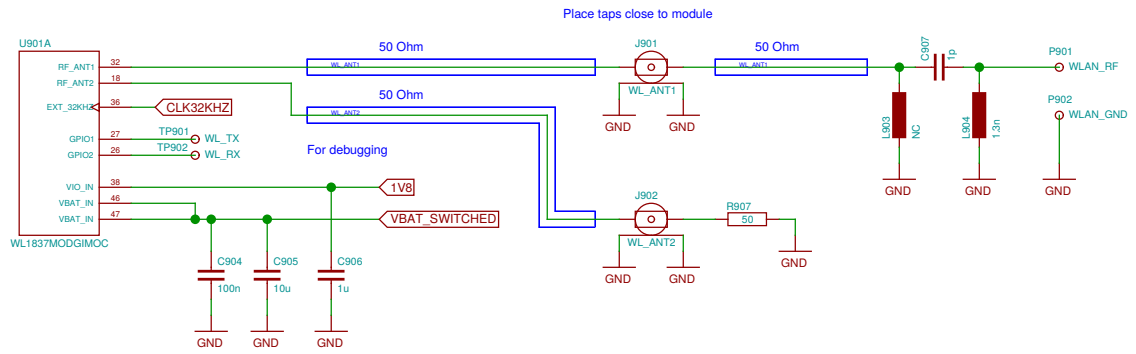 Place taps close to module
U901A
50 Ohm
J901
50 Ohm
C907
1p
P901
RF_ANT1
32
WL_ANT1
WL_ANT1
WLAN_RF
RF_ANT2
18
WL_ANT1
P902
EXT_32KHZ
36
CLK32KHZ
50 Ohm
WL_ANT2
GND
GND
L903
NC
L904
1.3n
WLAN_GND
GPIO1
27
TP901
WL_TX
GPIO2
26
TP902
WL_RX
For debugging
VIO_IN
38
1V8
GND
GND
GND
VBAT_IN
46
J902
R907
VBAT_IN
47
VBAT_SWITCHED
50
WL1837MODGIMOC
WL_ANT2
C904
C905
C906
GND
GND
GND
100n
10u
1u
GND
GND
GND